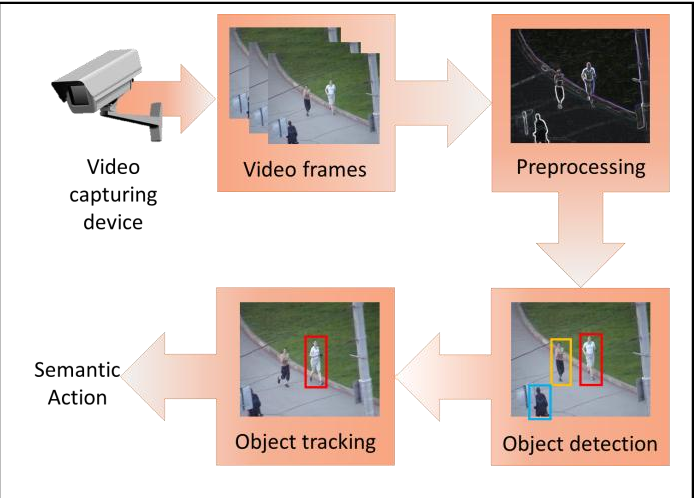 Video
capturing
device
Video frames
Preprocessing
Object detection
Object tracking
Semantic
Action